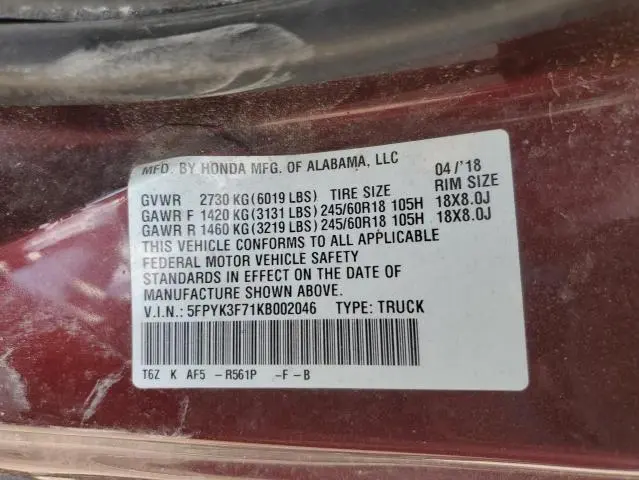 MFD. BY HONDA MFG. OF ALABAMA, LLC 04/'18
GVWR 2730 KG(6019 LBS) TIRE SIZE RIM SIZE
GAWR F 1420 KG(3131 LBS) 245/60R18 105H 18X8.0J
GAWR R 1460 KG(3219 LBS) 245/60R18 105H 18X8.0J
THIS VEHICLE CONFORMS TO ALL APPLICABLE
FEDERAL MOTOR VEHICLE SAFETY
STANDARDS IN EFFECT ON THE DATE OF
MANUFACTURE SHOWN ABOVE.
V.I.N.: 5FPYK3F71KB002046 TYPE: TRUCK
T6Z K AF5 -R561P -F-B